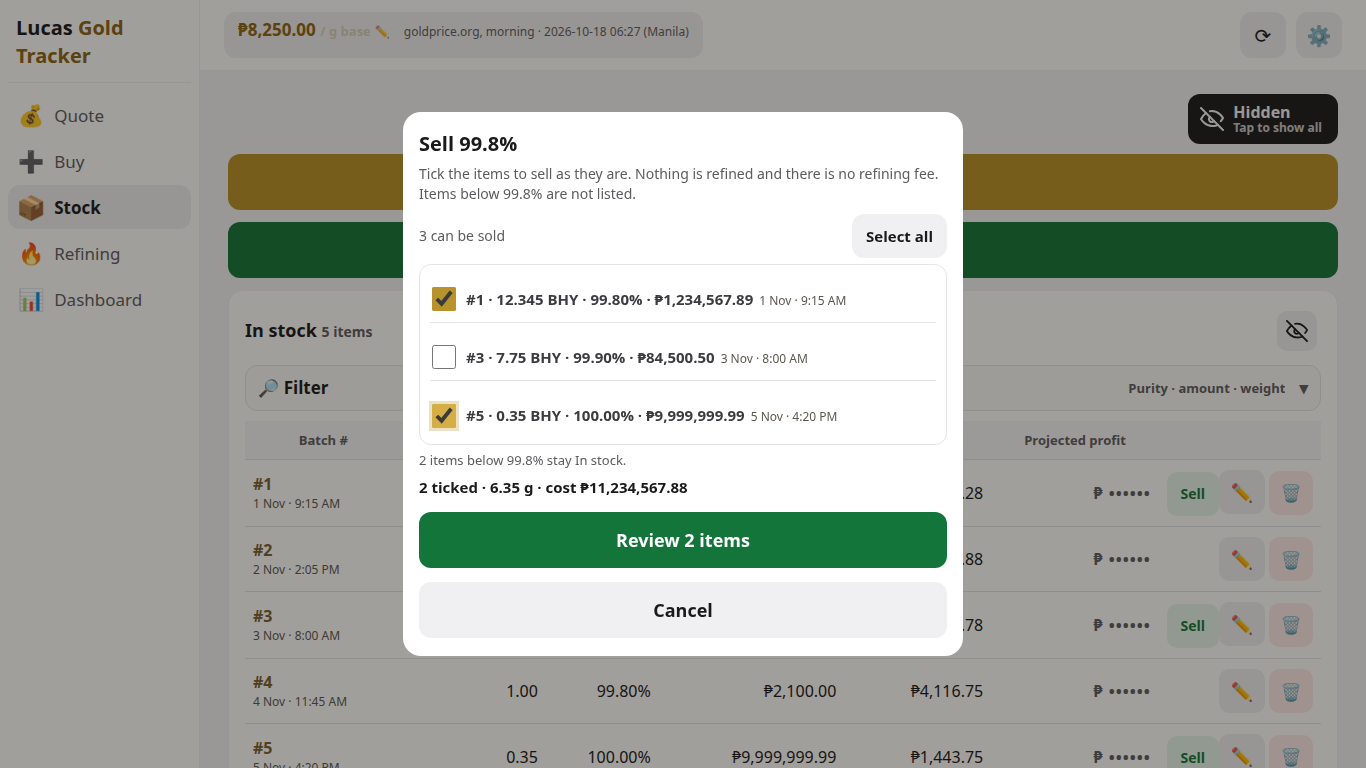 Lucas Gold
Tracker
₱8,250.00 / g base ✏️ goldprice.org, morning · 2026-10-18 06:27 (Manila)
Quote
Buy
Stock
Refining
Dashboard
Hidden
Tap to show all
Sell 99.8%
Tick the items to sell as they are. Nothing is refined and there is no refining fee.
Items below 99.8% are not listed.
3 can be sold
Select all
#1 · 12.345 BHY · 99.80% · ₱1,234,567.89 1 Nov · 9:15 AM
#3 · 7.75 BHY · 99.90% · ₱84,500.50 3 Nov · 8:00 AM
#5 · 0.35 BHY · 100.00% · ₱9,999,999.99 5 Nov · 4:20 PM
2 items below 99.8% stay In stock.
2 ticked · 6.35 g · cost ₱11,234,567.88
Review 2 items
Cancel
In stock 5 items
Filter
Purity · amount · weight ▼
Batch #
Projected profit
#1
1 Nov · 9:15 AM
.28 ₱ •••••• Sell
#2
2 Nov · 2:05 PM
.88 ₱ ••••••
#3
3 Nov · 8:00 AM
.78 ₱ •••••• Sell
#4
4 Nov · 11:45 AM
1.00 99.80% ₱2,100.00 ₱4,116.75 ₱ ••••••
#5
5 Nov · 4:20 PM
0.35 100.00% ₱9,999,999.99 ₱1,443.75 ₱ •••••• Sell